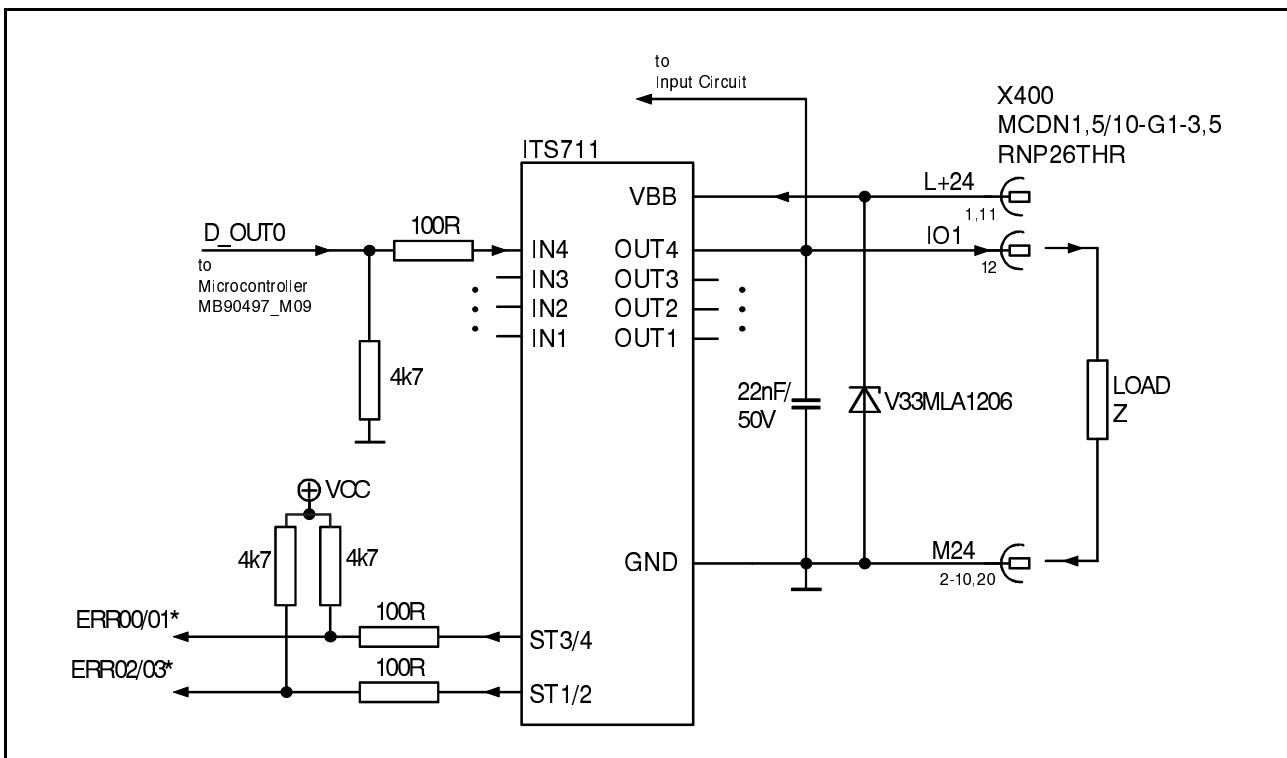 to
Input Circuit
X400
MCDN1,5/10-G1-3,5
RNP26THR
ITS711
VBB
L+24
1,11
D_OUT0
100R
to
Microcontroller
MB90497_M09
IN4
OUT4
IO1
12
IN3
OUT3
IN2
OUT2
IN1
OUT1
4k7
22nF/
50V
V33MLA1206
LOAD
Z
VCC
4k7
4k7
GND
M24
2-10,20
ERR00/01*
100R
ST3/4
ERR02/03*
100R
ST1/2